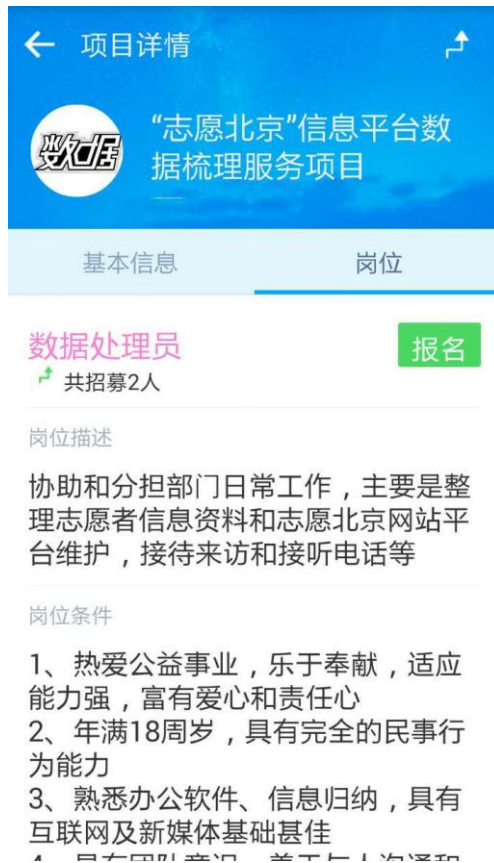 项目详情
数据
“志愿北京”信息平台数
据梳理服务项目
基本信息
岗位
数据处理员
报名
共招募2人
岗位描述
协助和分担部门日常工作，主要是整
理志愿者信息资料和志愿北京网站平
台维护，接待来访和接听电话等
岗位条件
1、热爱公益事业，乐于奉献，适应
能力强，富有爱心和责任心
2、年满18周岁，具有完全的民事行
为能力
3、熟悉办公软件、信息归纳，具有
互联网及新媒体基础甚佳